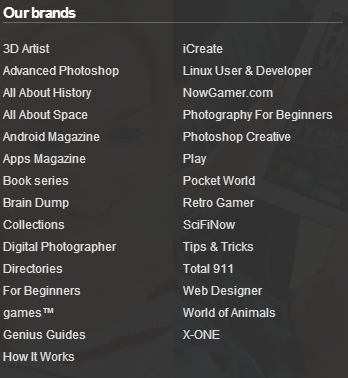 Our brands
3D Artist
Advanced Photoshop
All About History
All About Space
Android Magazine
Apps Magazine
Book series
Brain Dump
Collections
Digital Photographer
Directories
For Beginners
games™
Genius Guides
How It Works
iCreate
Linux User & Developer
NowGamer.com
Photography For Beginners
Photoshop Creative
Play
Pocket World
Retro Gamer
SciFiNow
Tips & Tricks
Total 911
Web Designer
World of Animals
X-ONE